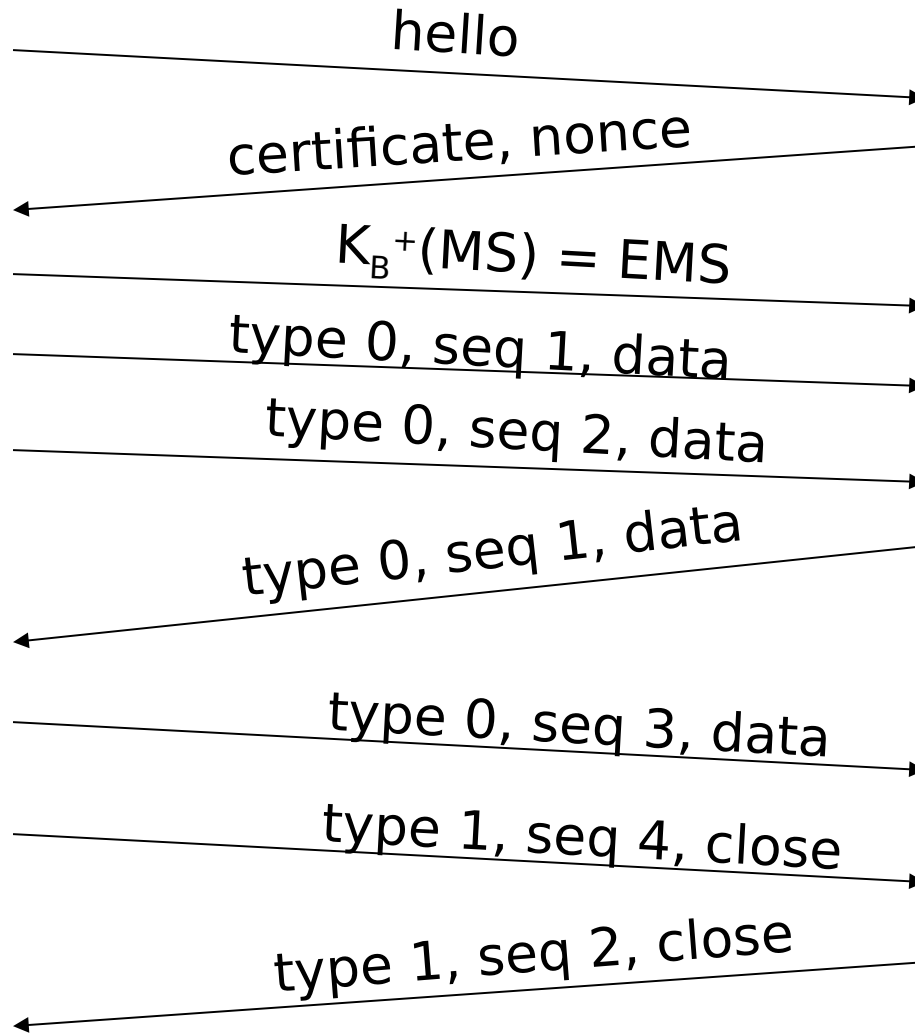 hello
certificate, nonce
K_B^+(MS) = EMS
type 0, seq 1, data
type 0, seq 2, data
type 0, seq 1, data
type 0, seq 3, data
type 1, seq 4, close
type 1, seq 2, close